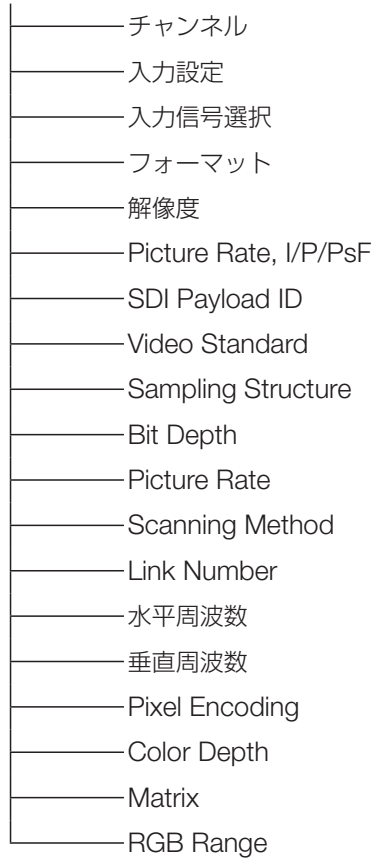 チャンネル
入力設定
入力信号選択
フォーマット
解像度
Picture Rate, I/P/PsF
SDI Payload ID
Video Standard
Sampling Structure
Bit Depth
Picture Rate
Scanning Method
Link Number
水平周波数
垂直周波数
Pixel Encoding
Color Depth
Matrix
RGB Range